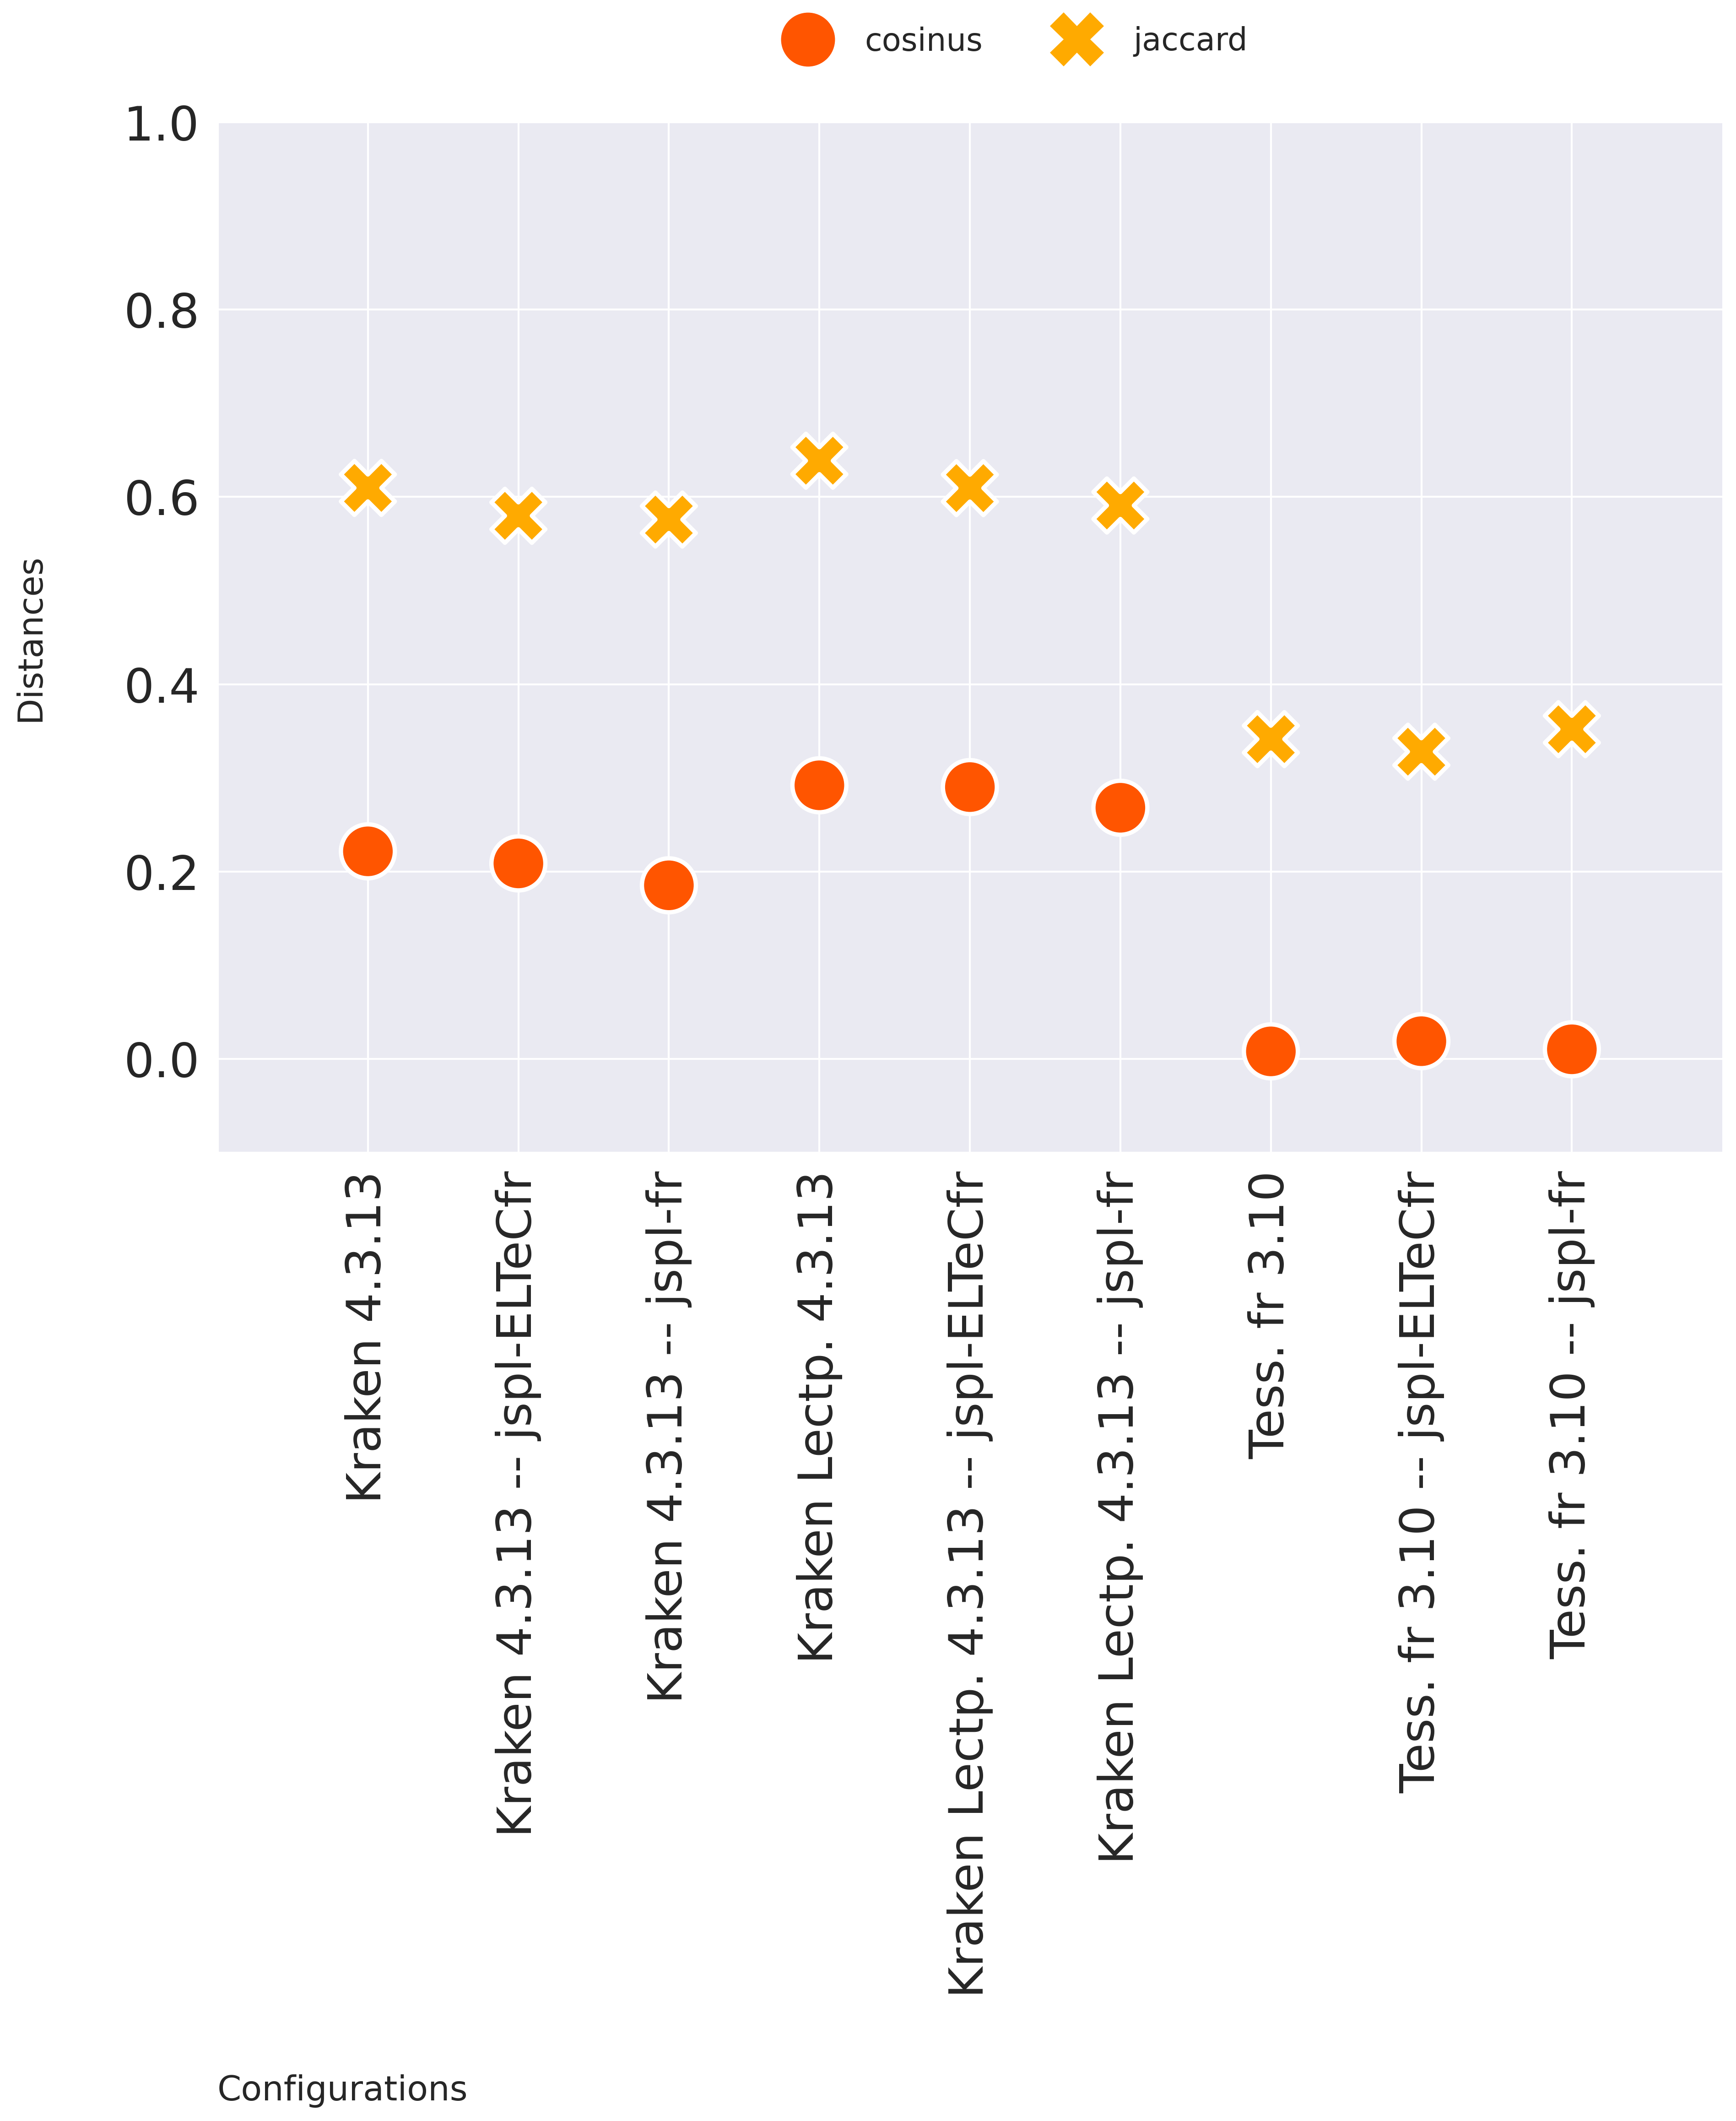 cosinus
jaccard
1.0
0.8
0.6
0.4
0.2
0.0
Distances
Kraken 4.3.13
Kraken 4.3.13 -- jspl-ELTeCfr
Kraken 4.3.13 -- jspl-fr
Kraken Lectp. 4.3.13
Kraken Lectp. 4.3.13 -- jspl-ELTeCfr
Kraken Lectp. 4.3.13 -- jspl-fr
Tess. fr 3.10
Tess. fr 3.10 -- jspl-ELTeCfr
Tess. fr 3.10 -- jspl-fr
Configurations